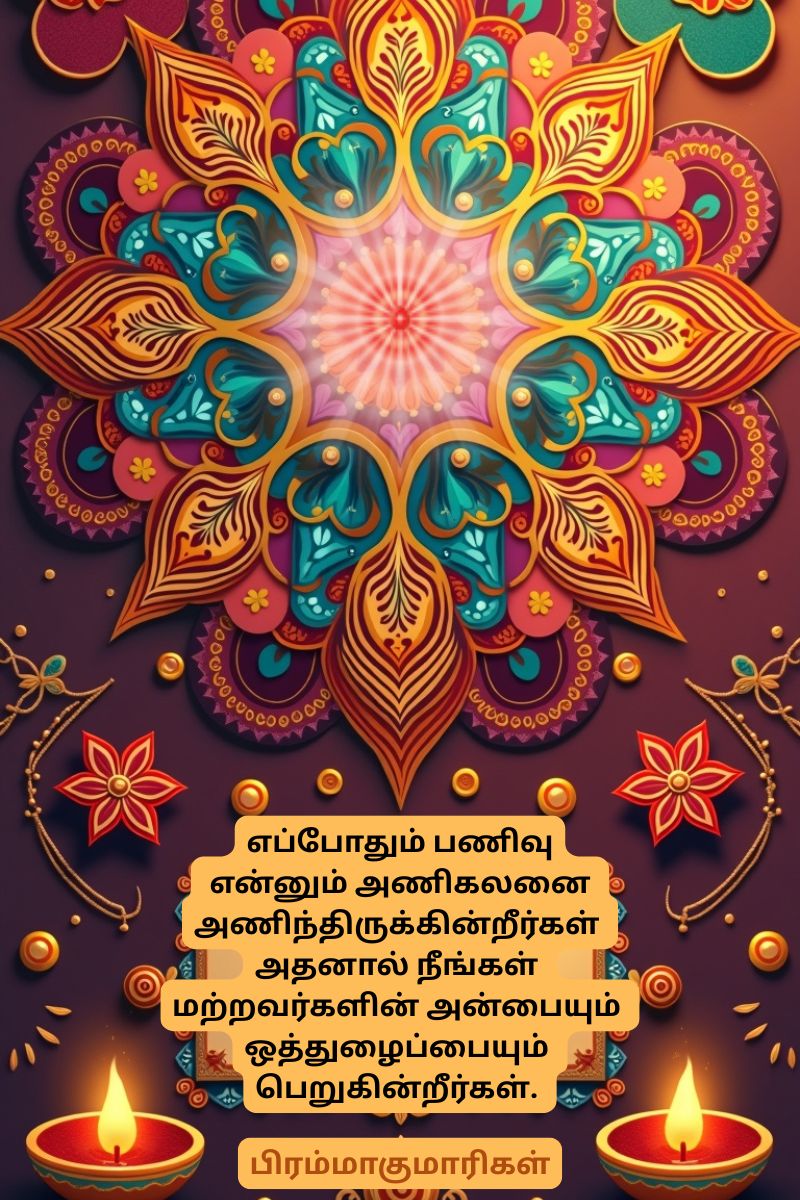 எப்போதும் பணிவு
என்னும் அணிகலனை
அணிந்திருக்கின்றீர்கள்
அதனால் நீங்கள்
மற்றவர்களின் அன்பையும்
ஒத்துழைப்பையும்
பெறுகின்றீர்கள்.
பிரம்மாகுமாரிகள்